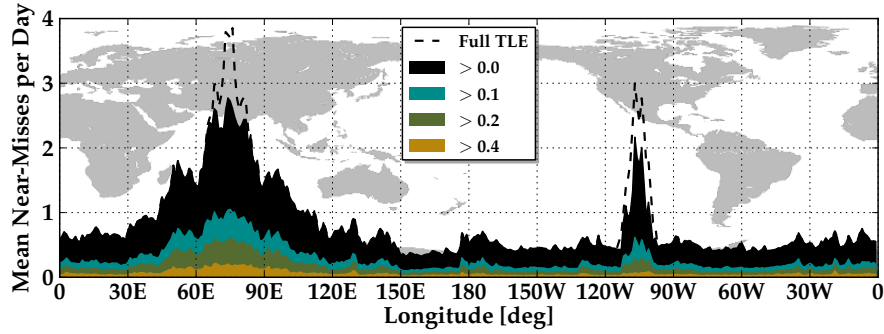 Mean Near-Misses per Day
4
3
2
1
0
Full TLE
> 0.0
> 0.1
> 0.2
> 0.4
0 30E 60E 90E 120E 150E 180 150W 120W 90W 60W 30W 0
Longitude [deg]